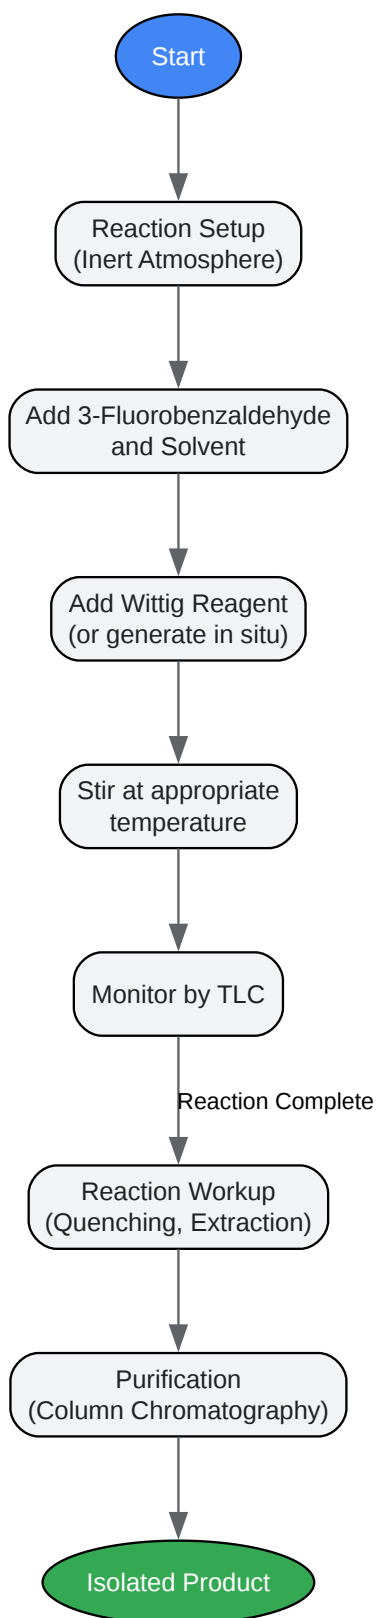 Start
Reaction Setup
(Inert Atmosphere)
Add 3-Fluorobenzaldehyde
and Solvent
Add Wittig Reagent
(or generate in situ)
Stir at appropriate
temperature
Monitor by TLC
Reaction Complete
Reaction Workup
(Quenching, Extraction)
Purification
(Column Chromatography)
Isolated Product